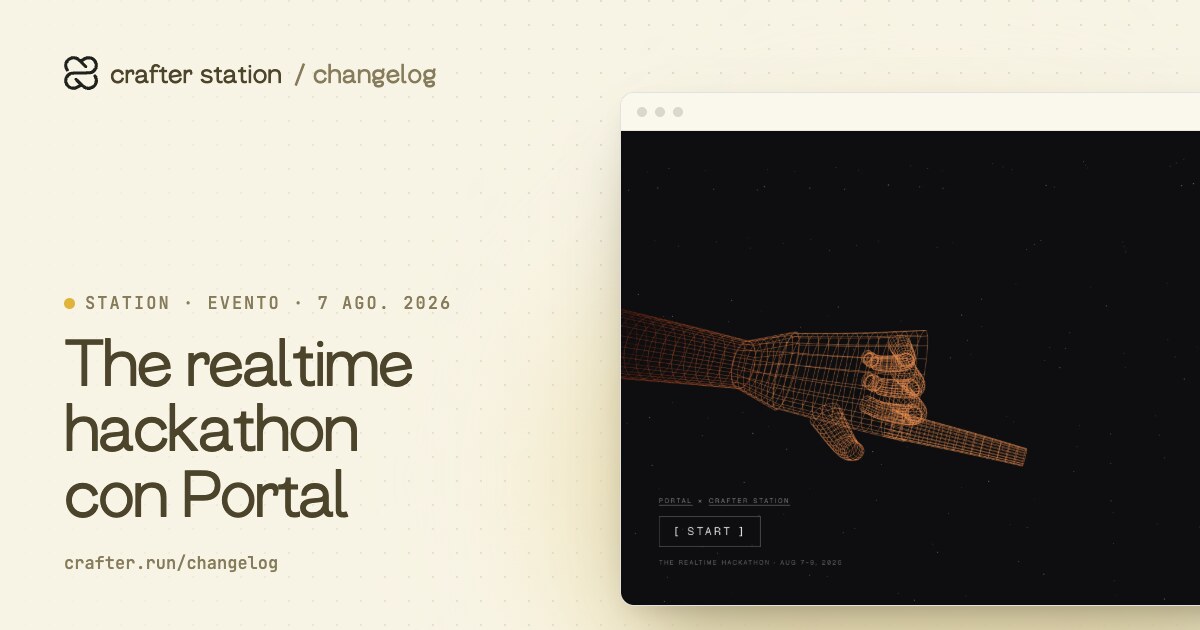 crafter station / changelog
STATION · EVENTO · 7 AGO. 2026
The realtime
hackathon
con Portal
crafter.run/changelog
PORTAL × CRAFTER STATION
[ START ]
THE REALTIME HACKATHON · AUG 7–9, 2026